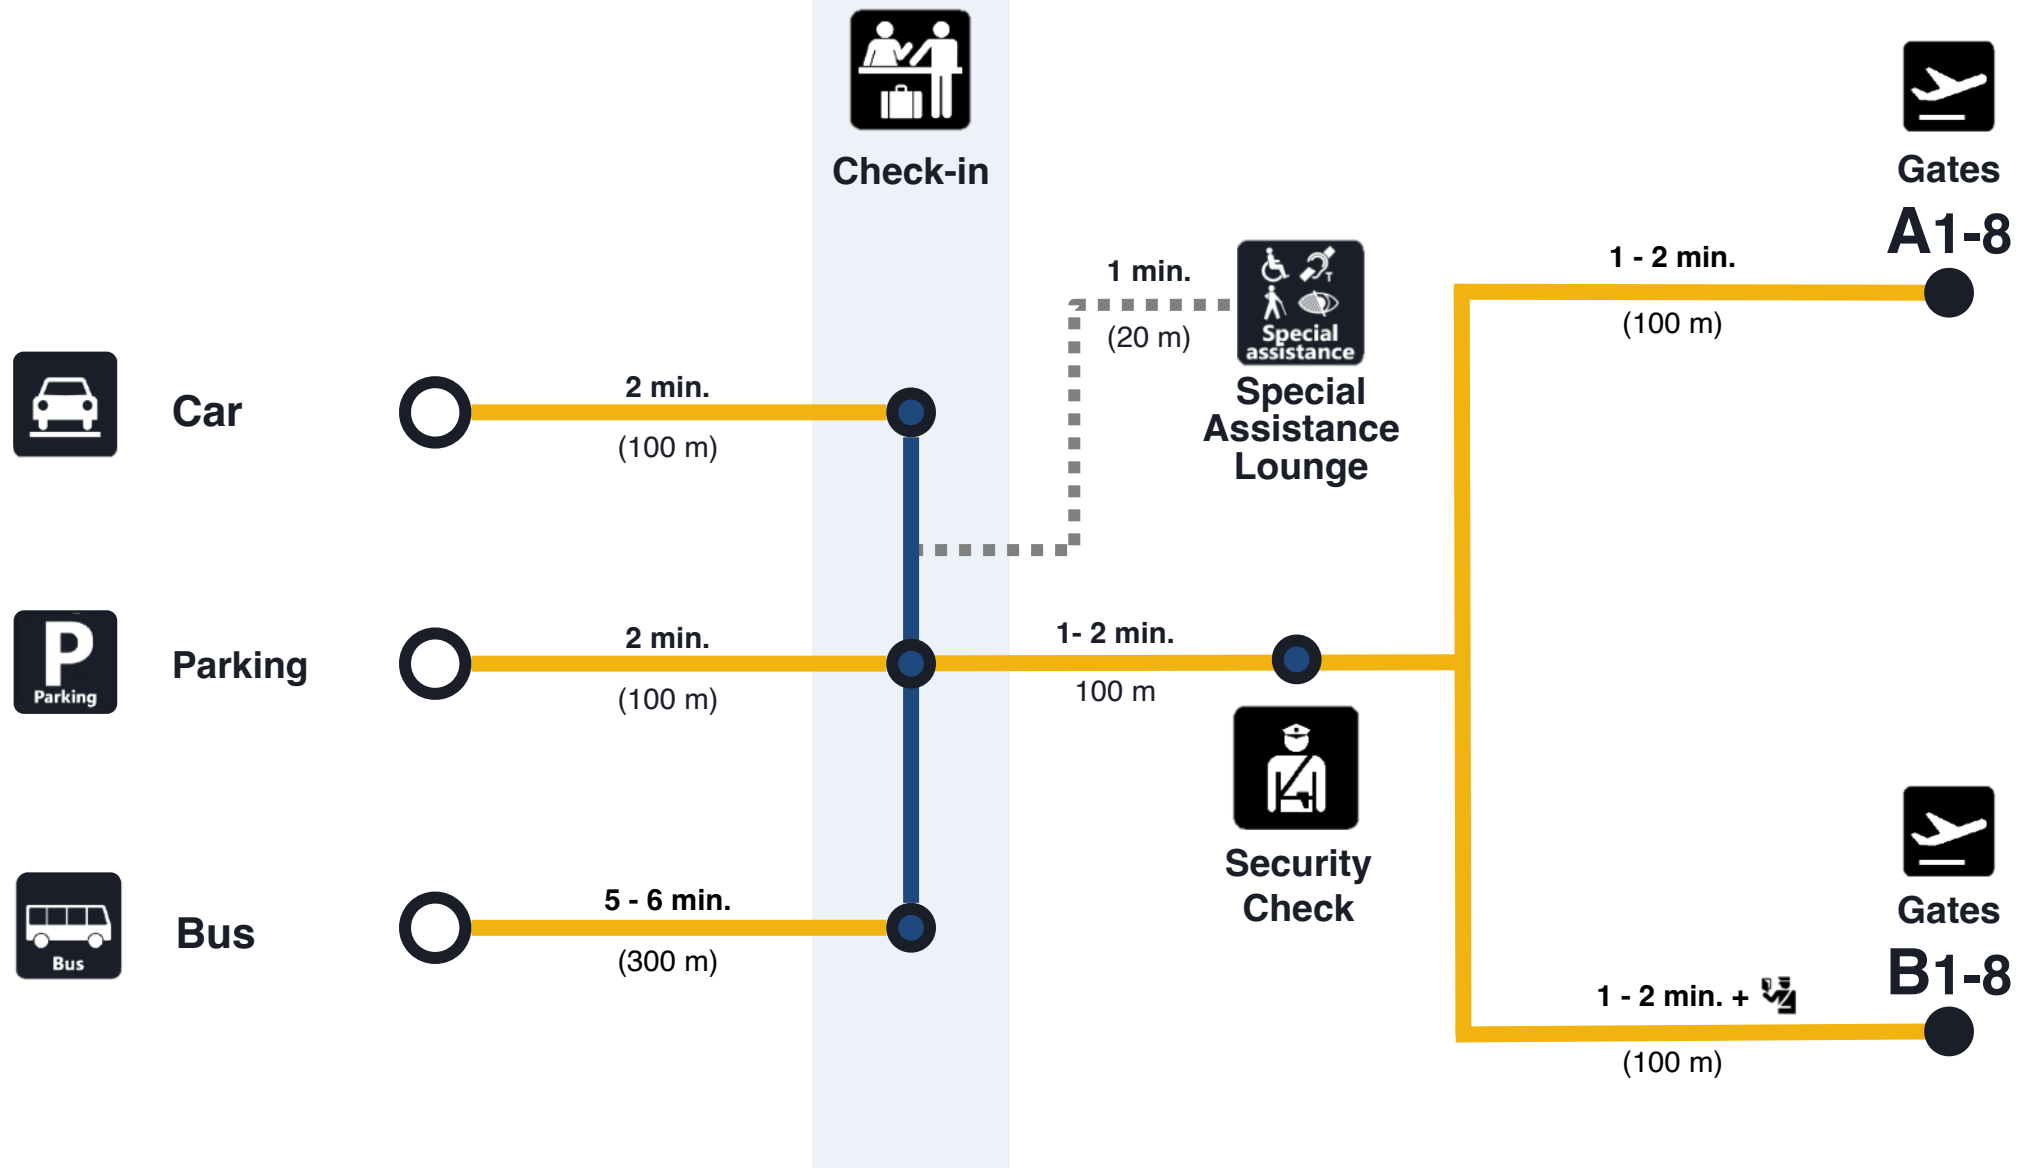 Check-in
Gates
A1-8
1 - 2 min.
(100 m)
1 min.
(20 m)
T
Special
assistance
Special
Assistance
Lounge
Car
2 min.
(100 m)
Parking
Parking
2 min.
(100 m)
1- 2 min.
100 m
Security
Check
Bus
Bus
5 - 6 min.
(300 m)
Gates
B1-8
1 - 2 min. +
(100 m)
P